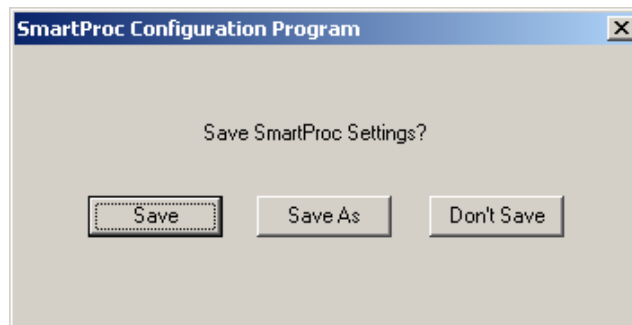 SmartProc Configuration Program
Save SmartProc Settings?
Save
Save As
Don't Save